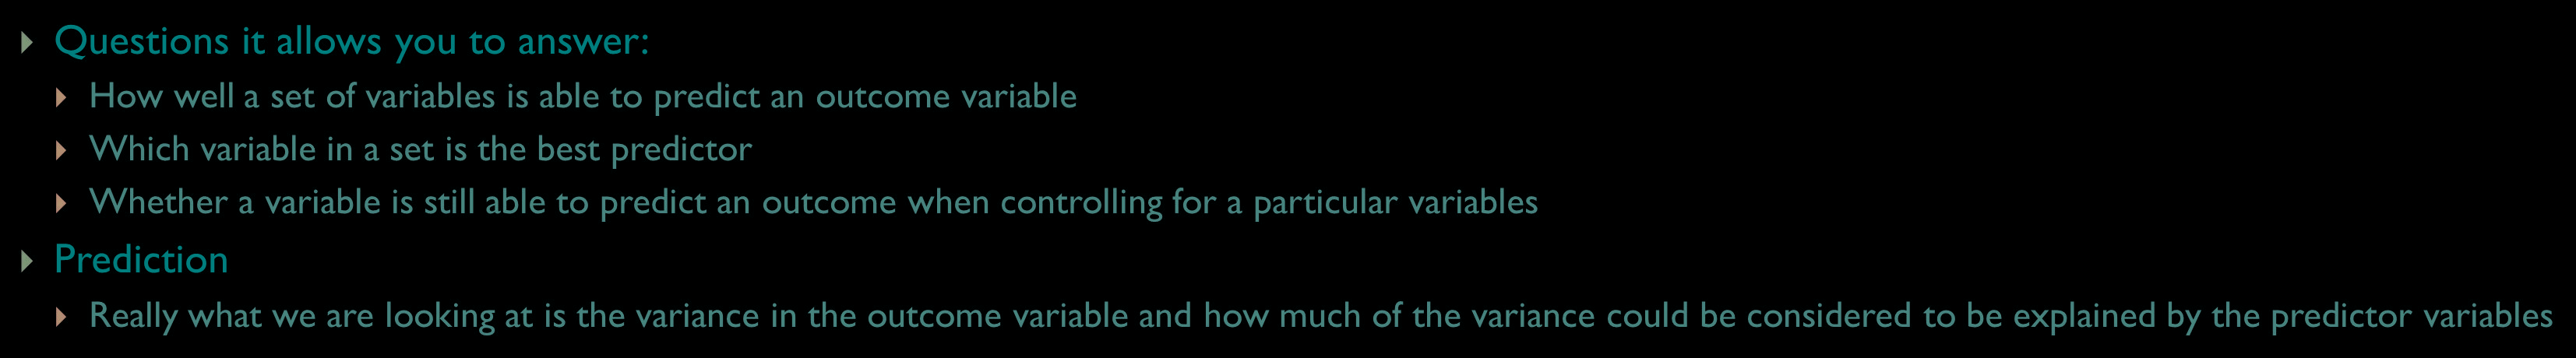 Questions it allows you to answer:
How well a set of variables is able to predict an outcome variable
Which variable in a set is the best predictor
Whether a variable is still able to predict an outcome when controlling for a particular variables
Prediction
Really what we are looking at is the variance in the outcome variable and how much of the variance could be considered to be explained by the predictor variables